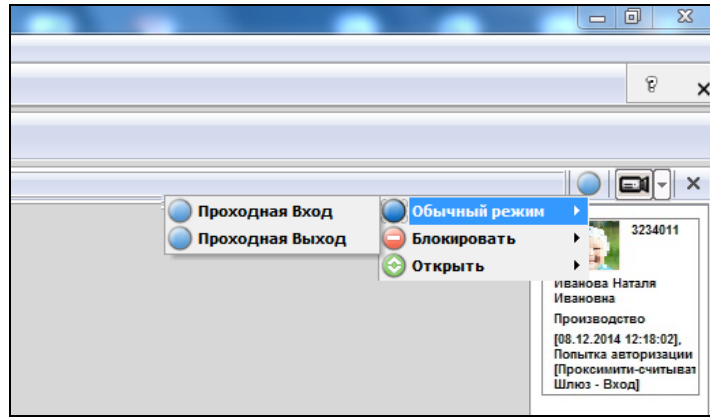 Проходная Вход
Проходная Выход
Обычный режим
Блокировать
Открыть
3234011
Иванова Наталя
Ивановна
Производство
[08.12.2014 12:18:02],
Попытка авторизации
[Проксимити-считыват
Шлюз - Вход]